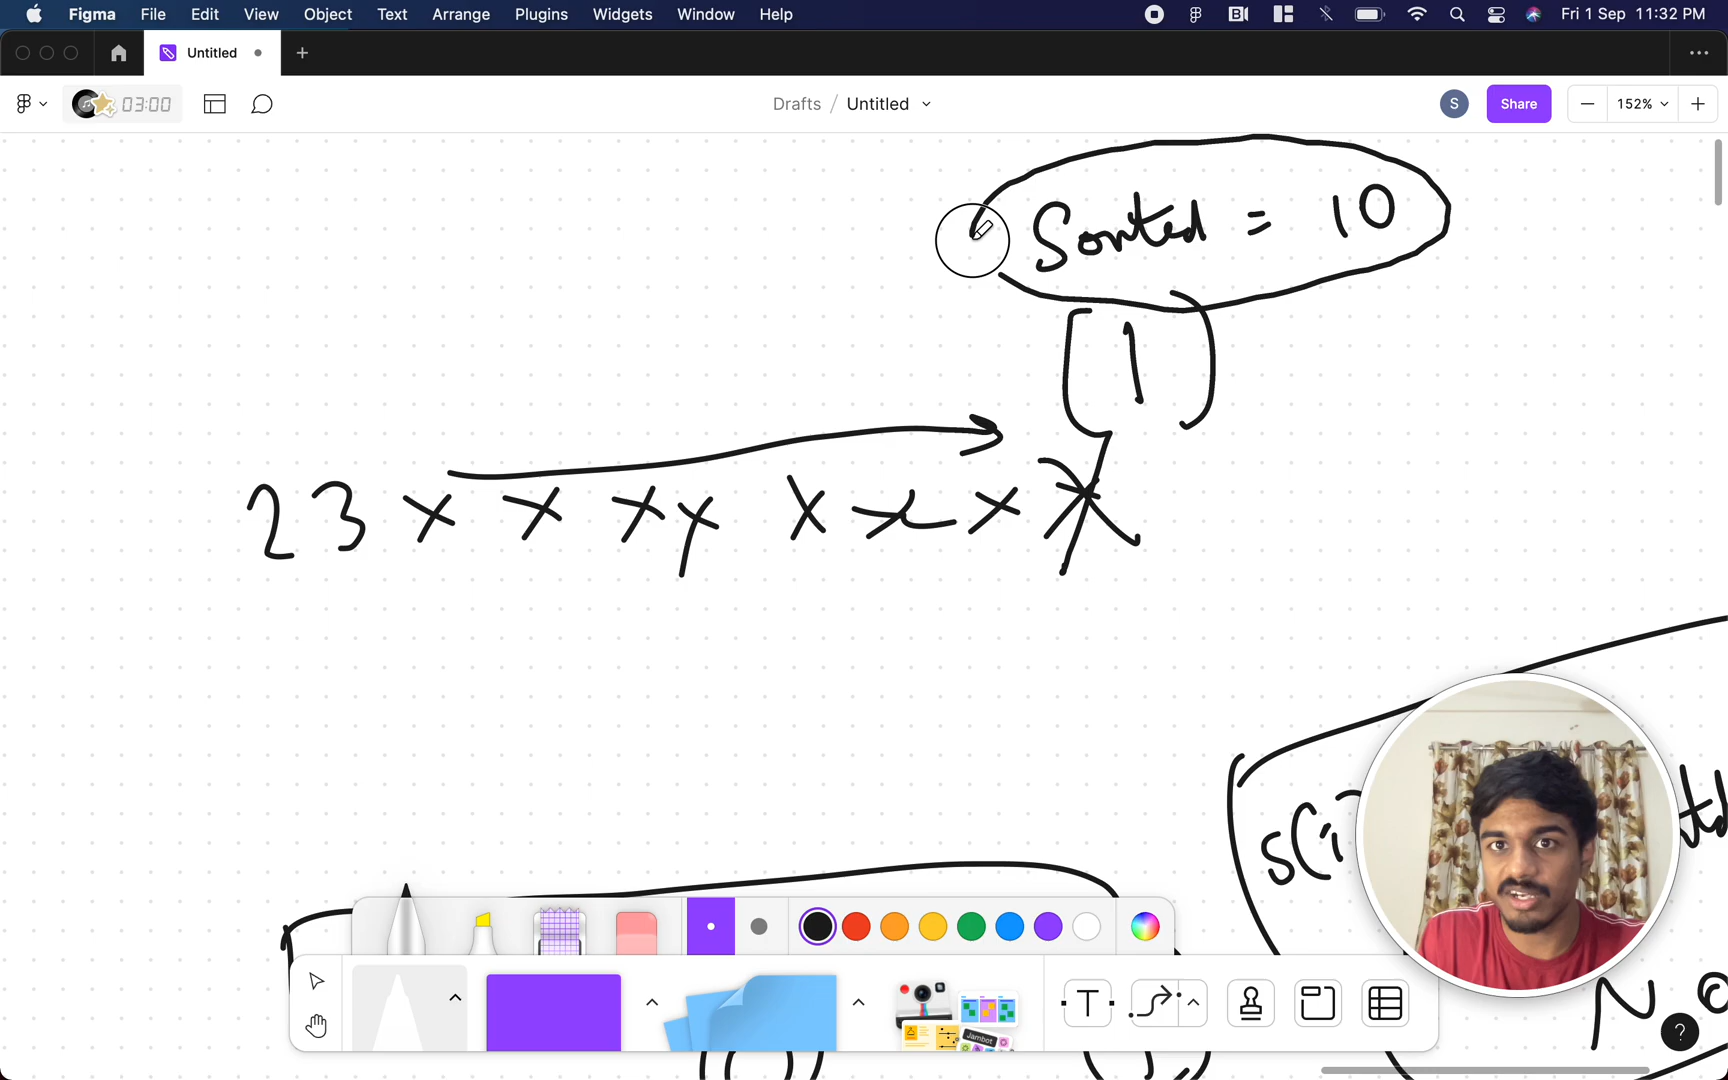 Figma File Edit View Object Text Arrange Plugins Widgets Window Help Fri 1 Sep 11:32 PM
Untitled
03:00 Drafts / Untitled S Share 152%
Sorted = 10
[ 1 )
2 3 x x x y x x x x
s(i
N o
T
Jambot
?